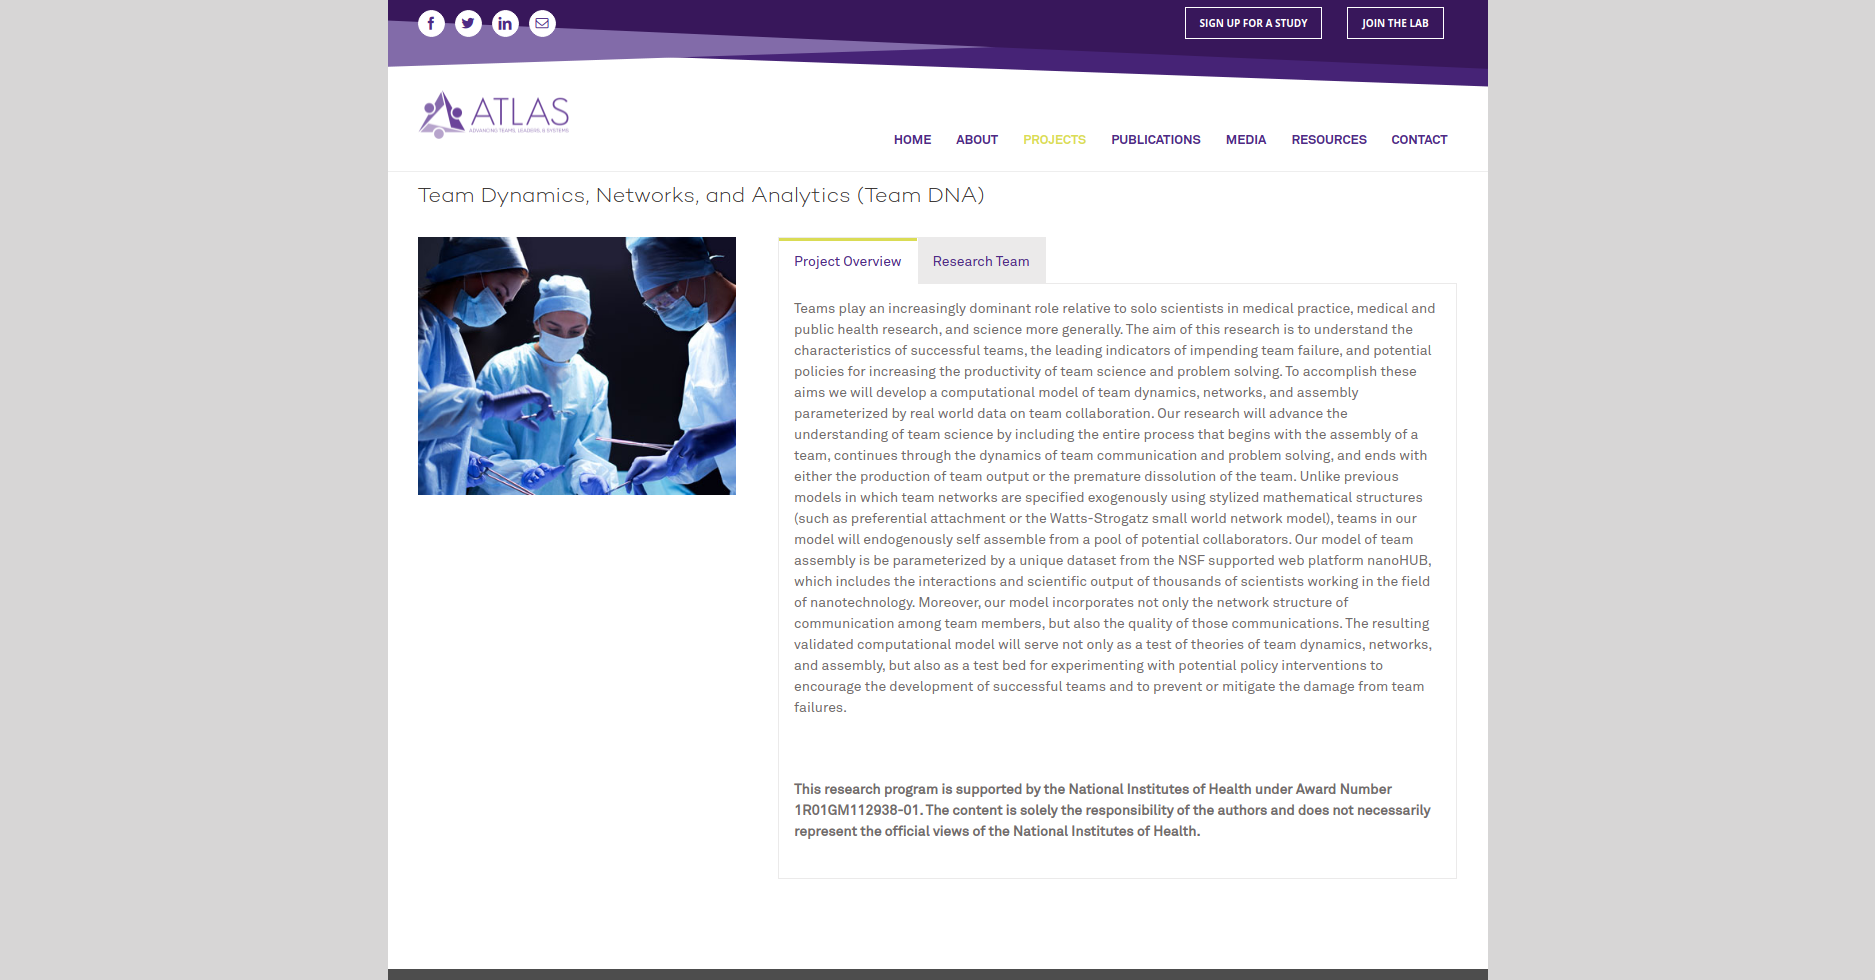 SIGN UP FOR A STUDY
JOIN THE LAB
ATLAS
ADVANCING TEAMS, LEADERS, & SYSTEMS
HOME ABOUT PROJECTS PUBLICATIONS MEDIA RESOURCES CONTACT
Team Dynamics, Networks, and Analytics (Team DNA)
Project Overview
Research Team
Teams play an increasingly dominant role relative to solo scientists in medical practice, medical and
public health research, and science more generally. The aim of this research is to understand the
characteristics of successful teams, the leading indicators of impending team failure, and potential
policies for increasing the productivity of team science and problem solving. To accomplish these
aims we will develop a computational model of team dynamics, networks, and assembly
parameterized by real world data on team collaboration. Our research will advance the
understanding of team science by including the entire process that begins with the assembly of a
team, continues through the dynamics of team communication and problem solving, and ends with
either the production of team output or the premature dissolution of the team. Unlike previous
models in which team networks are specified exogenously using stylized mathematical structures
(such as preferential attachment or the Watts-Strogatz small world network model), teams in our
model will endogenously self assemble from a pool of potential collaborators. Our model of team
assembly is be parameterized by a unique dataset from the NSF supported web platform nanoHUB,
which includes the interactions and scientific output of thousands of scientists working in the field
of nanotechnology. Moreover, our model incorporates not only the network structure of
communication among team members, but also the quality of those communications. The resulting
validated computational model will serve not only as a test of theories of team dynamics, networks,
and assembly, but also as a test bed for experimenting with potential policy interventions to
encourage the development of successful teams and to prevent or mitigate the damage from team
failures.
This research program is supported by the National Institutes of Health under Award Number
1R01GM112938-01. The content is solely the responsibility of the authors and does not necessarily
represent the official views of the National Institutes of Health.